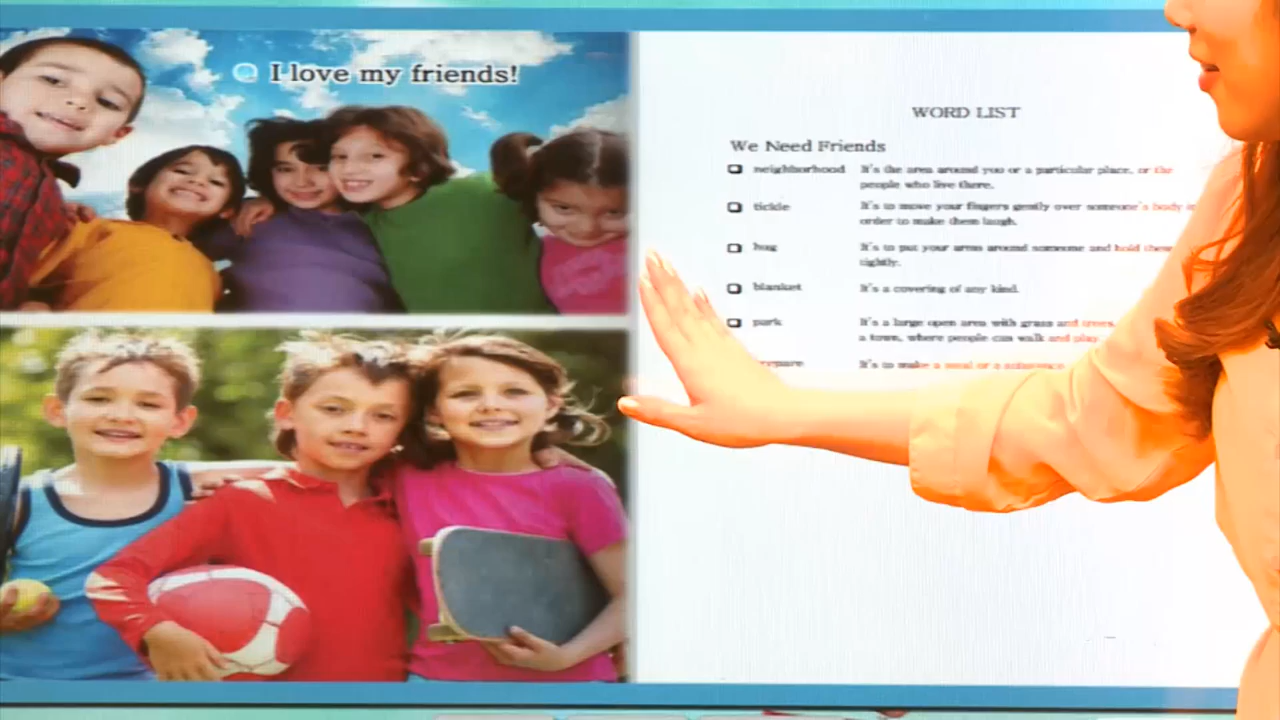 I love my friends!
WORD LIST
We Need Friends
neighborhood It's the area around you or a particular place, or the
people who live there.
tickle It's to move your fingers gently over someone's body in
order to make them laugh.
hug It's to put your arms around someone and hold them
tightly.
blanket It's a covering of any kind.
park It's a large open area with grass and trees
a town, where people can walk and play
It's to make a meal or a